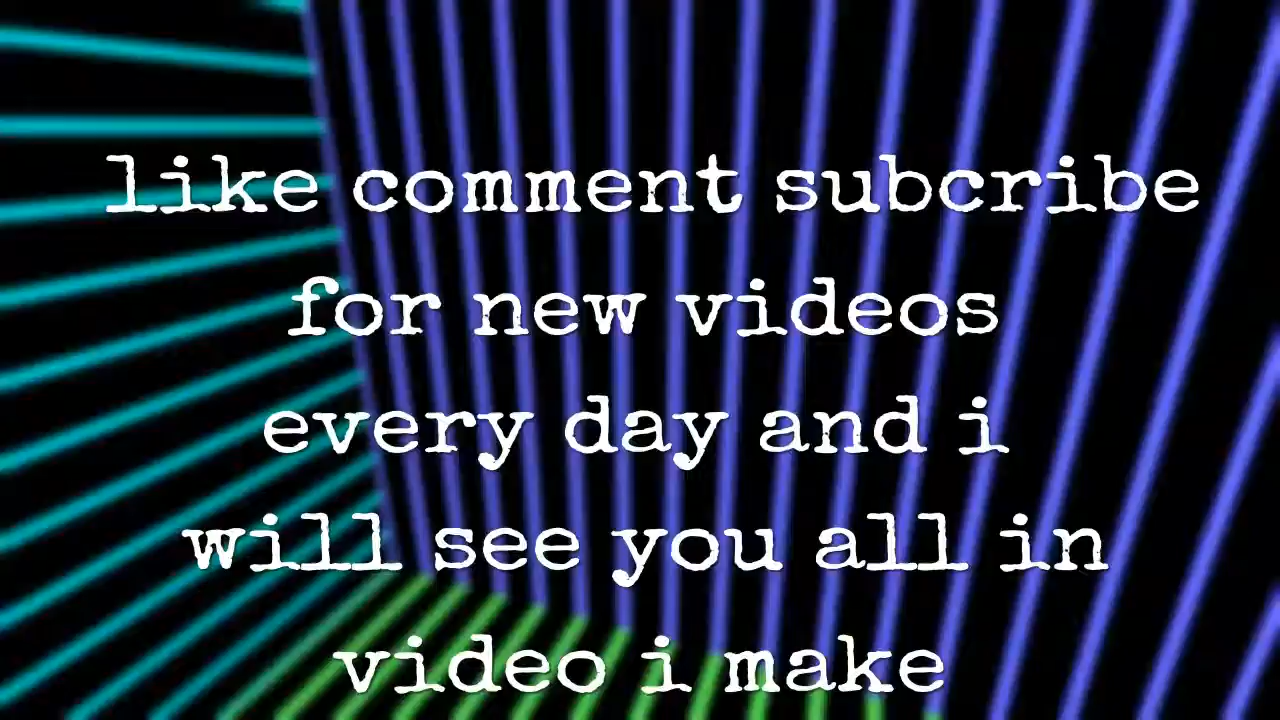 like comment subcribe
for new videos
every day and i
will see you all in
video i make